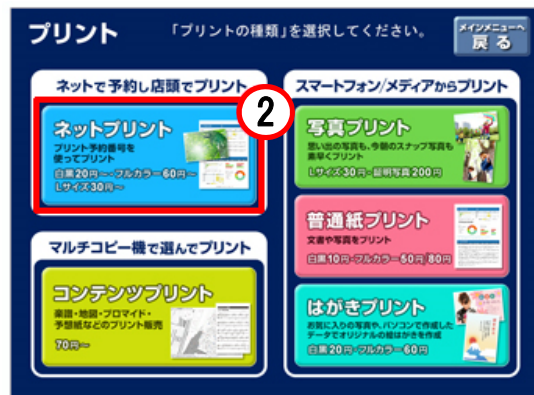 プリント
「プリントの種類」を選択してください。
メインメニューへ
戻る
ネットで予約し店頭でプリント
②
ネットプリント
プリント予約番号を
使ってプリント
白黒20円~・フルカラー60円~
Lサイズ30円~
マルチコピー機で選んでプリント
コンテンツプリント
楽譜・地図・ブロマイド・
予想紙などのプリント販売
70円~
スマートフォン/メディアからプリント
写真プリント
思い出の写真も、今朝のスナップ写真も
素早くプリント
Lサイズ30円・証明写真200円
普通紙プリント
文書や写真をプリント
白黒10円・フルカラー50円/80円
はがきプリント
お気に入りの写真や、パソコンで作成した
データでオリジナルの絵はがきを作成
白黒20円・フルカラー60円